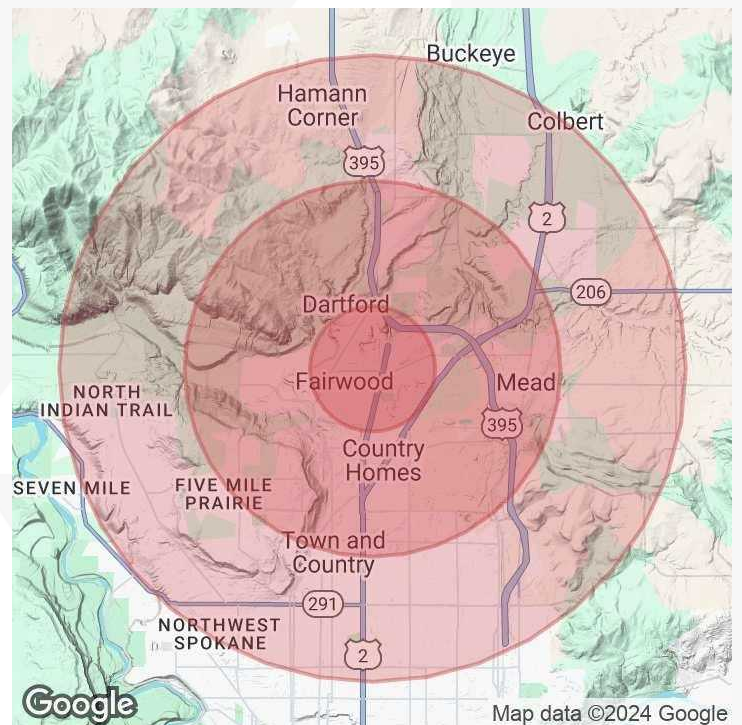 Buckeye
Hamann
Corner
Colbert
395
2
206
Dartford
Fairwood
Mead
NORTH
INDIAN TRAIL
395
Country
Homes
SEVEN MILE
FIVE MILE
PRAIRIE
Town and
Country
291
NORTHWEST
SPOKANE
2
Google
Map data ©2024 Google